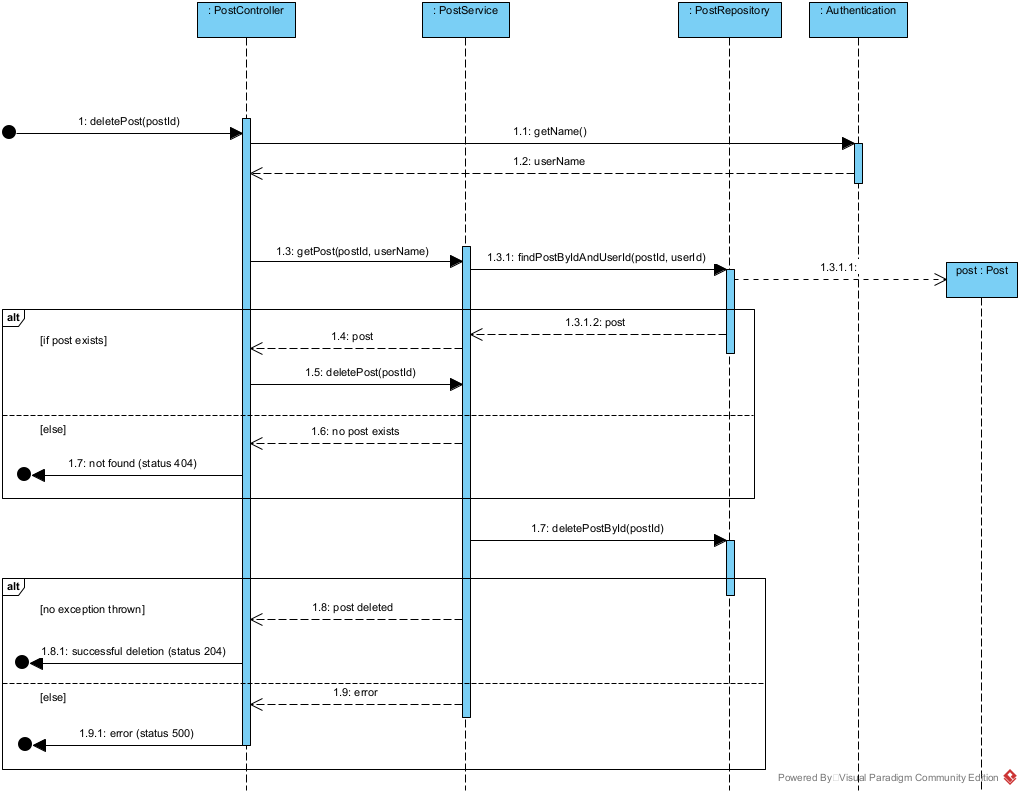 : PostController
: PostService
: PostRepository
: Authentication
1: deletePost(postId)
1.1: getName()
1.2: userName
1.3: getPost(postId, userName)
1.3.1: findPostByIdAndUserId(postId, userId)
1.3.1.1:
post : Post
alt
[if post exists]
1.3.1.2: post
1.4: post
1.5: deletePost(postId)
[else]
1.6: no post exists
1.7: not found (status 404)
1.7: deletePostById(postId)
alt
[no exception thrown]
1.8: post deleted
1.8.1: successful deletion (status 204)
[else]
1.9: error
1.9.1: error (status 500)
Powered By Visual Paradigm Community Edition